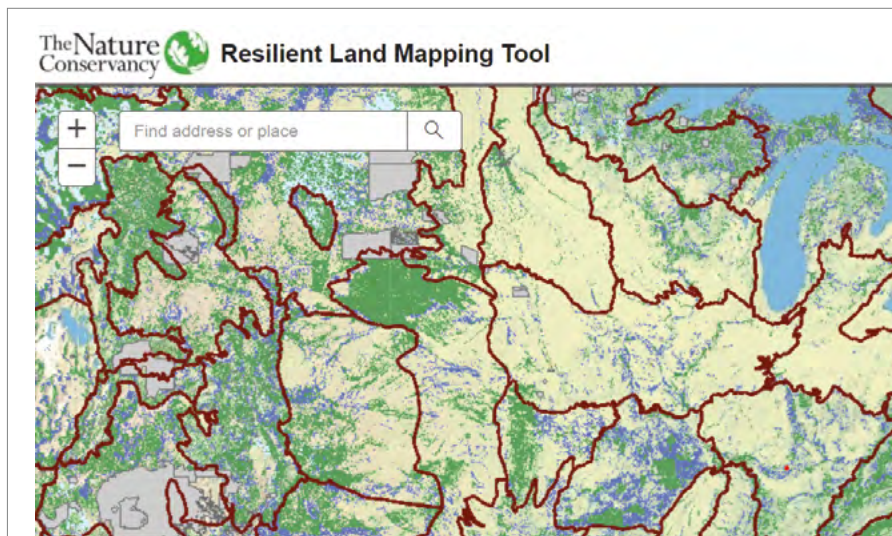 The Nature
Conservancy
Resilient Land Mapping Tool
+
Find address or place
−